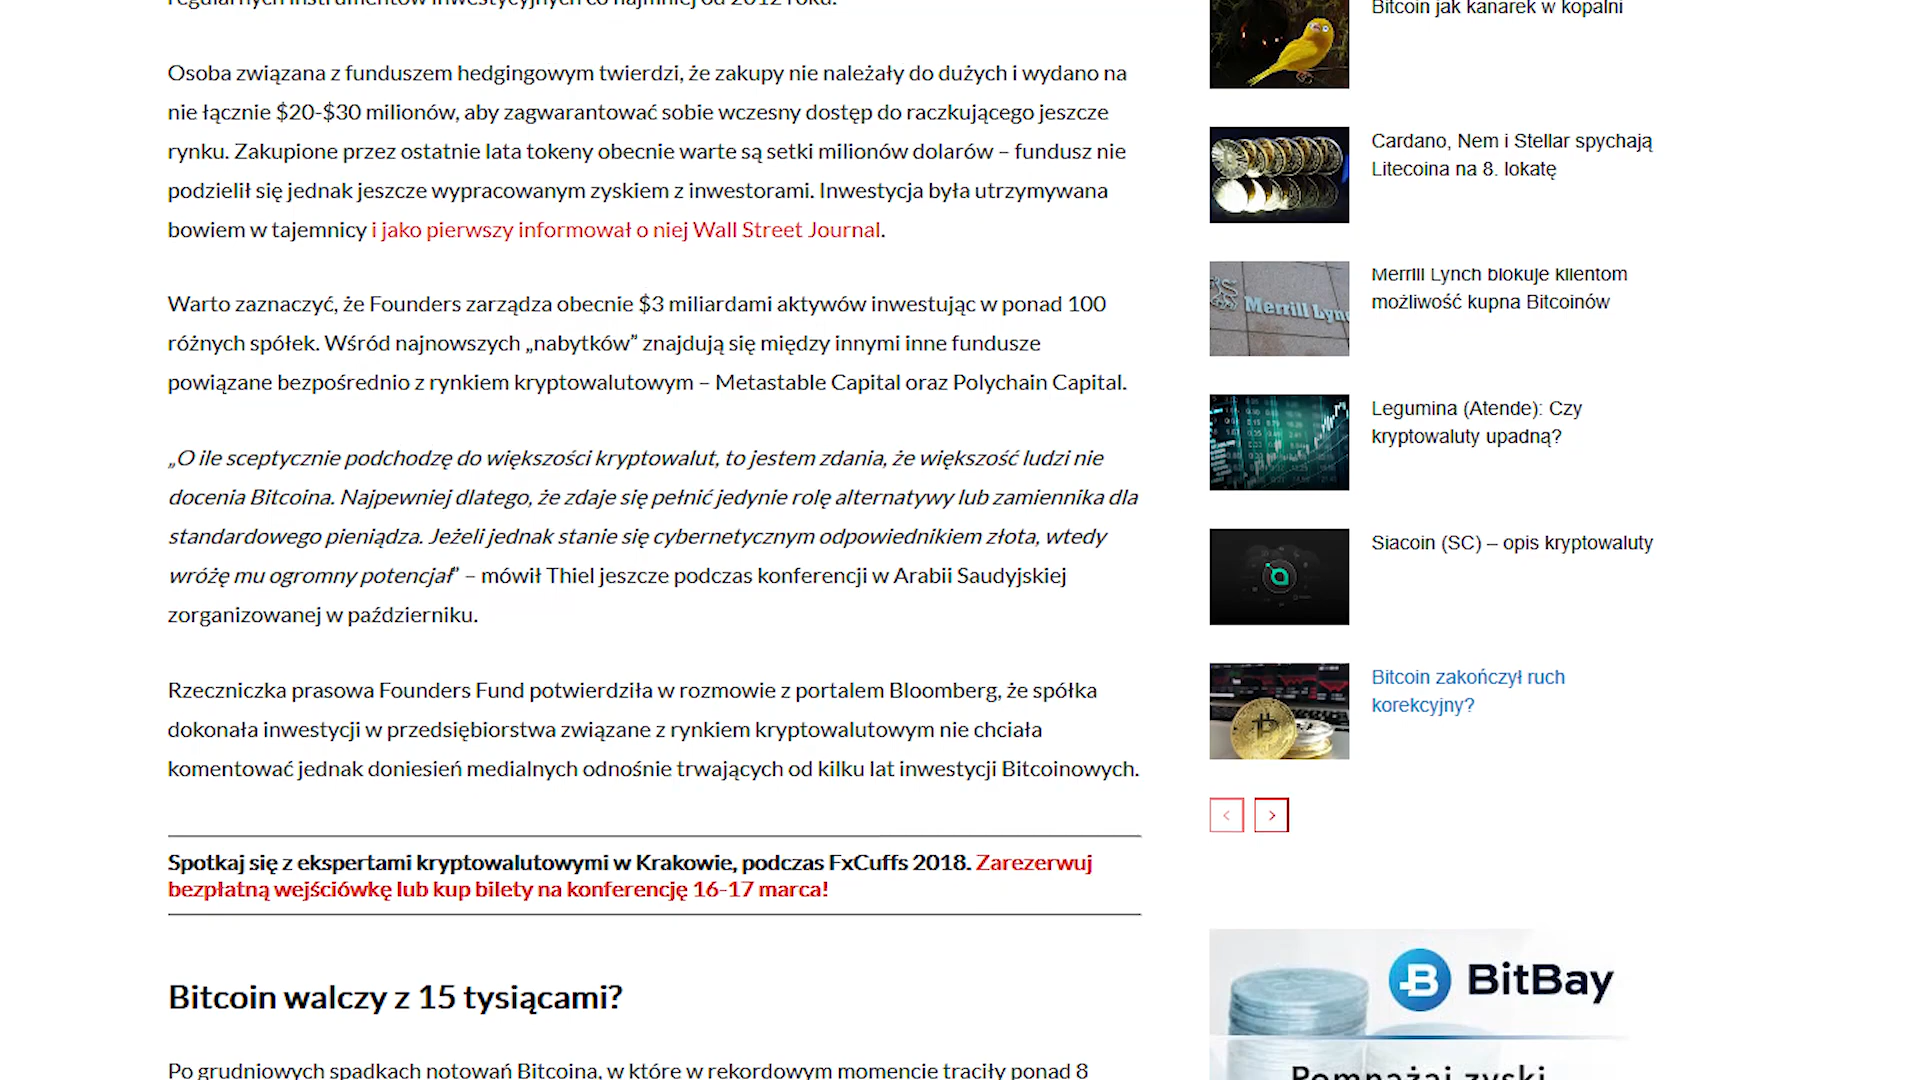 regularnych instrumentów inwestycyjnych co najmniej od 2012 roku.
Osoba związana z funduszem hedgingowym twierdzi, że zakupy nie należały do dużych i wydano na
nie łącznie $20-$30 milionów, aby zagwarantować sobie wczesny dostęp do raczkującego jeszcze
rynku. Zakupione przez ostatnie lata tokeny obecnie warte są setki milionów dolarów – fundusz nie
podzielił się jednak jeszcze wypracowanym zyskiem z inwestorami. Inwestycja była utrzymywana
bowiem w tajemnicy i jako pierwszy informował o niej Wall Street Journal.
Warto zaznaczyć, że Founders zarządza obecnie $3 miliardami aktywów inwestując w ponad 100
różnych spółek. Wśród najnowszych „nabytków” znajdują się między innymi inne fundusze
powiązane bezpośrednio z rynkiem kryptowalutowym – Metastable Capital oraz Polychain Capital.
„O ile sceptycznie podchodzę do większości kryptowalut, to jestem zdania, że większość ludzi nie
docenia Bitcoina. Najpewniej dlatego, że zdaje się pełnić jedynie rolę alternatywy lub zamiennika dla
standardowego pieniądza. Jeżeli jednak stanie się cybernetycznym odpowiednikiem złota, wtedy
wróżę mu ogromny potencjał” – mówił Thiel jeszcze podczas konferencji w Arabii Saudyjskiej
zorganizowanej w październiku.
Rzeczniczka prasowa Founders Fund potwierdziła w rozmowie z portalem Bloomberg, że spółka
dokonała inwestycji w przedsiębiorstwa związane z rynkiem kryptowalutowym nie chciała
komentować jednak doniesień medialnych odnośnie trwających od kilku lat inwestycji Bitcoinowych.
Spotkaj się z ekspertami kryptowalutowymi w Krakowie, podczas FxCuffs 2018. Zarezerwuj
bezpłatną wejściówkę lub kup bilety na konferencję 16-17 marca!
Bitcoin walczy z 15 tysiącami?
Po grudniowych spadkach notowań Bitcoina, w które w rekordowym momencie traciły ponad 8
Bitcoin jak kanarek w kopalni
Cardano, Nem i Stellar spychają
Litecoina na 8. lokatę
Merrill Lynch
Merrill Lynch blokuje klientom
możliwość kupna Bitcoinów
Legumina (Atende): Czy
kryptowaluty upadną?
Siacoin (SC) – opis kryptowaluty
Bitcoin zakończył ruch
korekcyjny?
BitBay
Pomnażaj zyski